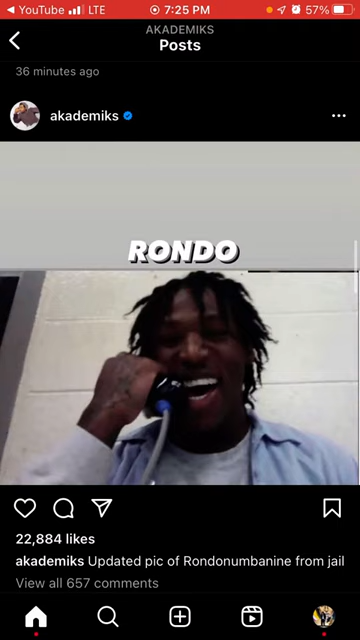 YouTube LTE 7:25 PM 57%
AKADEMIKS
Posts
36 minutes ago
akademiks
RONDO
22,884 likes
akademiks Updated pic of Rondonumbanine from jail
View all 657 comments